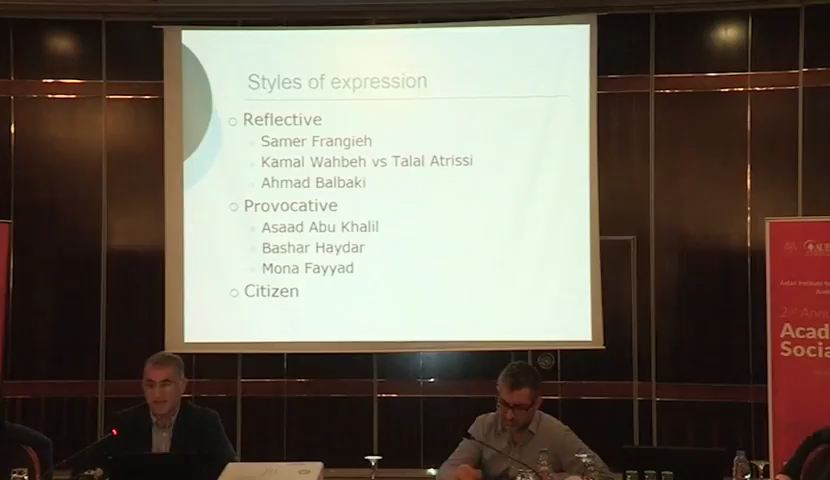 Styles of expression
Reflective
Samer Frangieh
Kamal Wahbeh vs Talal Atrissi
Ahmad Balbaki
Provocative
Asaad Abu Khalil
Bashar Haydar
Mona Fayyad
Citizen
Acad
Socia